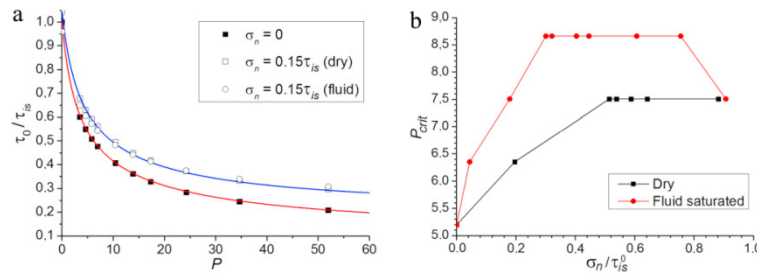 a
τ₀/τᵢₛ
1.0
0.9
0.8
0.7
0.6
0.5
0.4
0.3
0.2
0.1
0 10 20 30 40 50 60
P
σₙ = 0
σₙ = 0.15τᵢₛ (dry)
σₙ = 0.15τᵢₛ (fluid)
b
P_crit
9.0
8.5
8.0
7.5
7.0
6.5
6.0
5.5
5.0
0.0 0.2 0.4 0.6 0.8 1.0
σₙ/τᵢₛ⁰
Dry
Fluid saturated